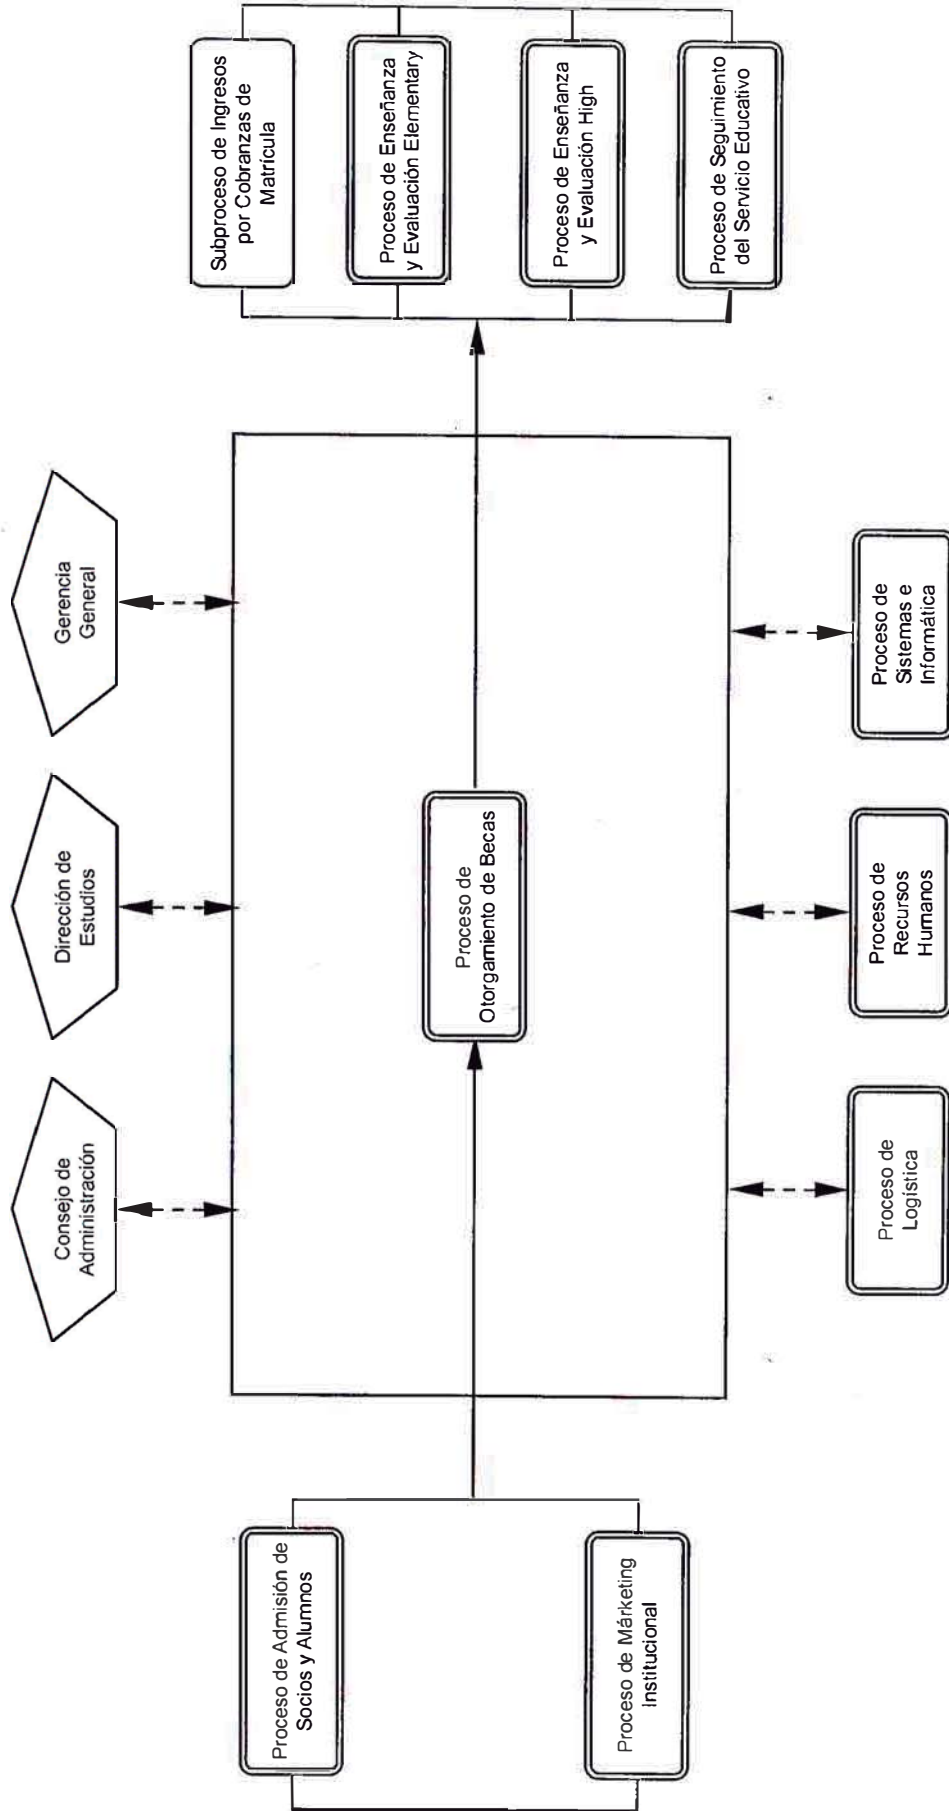 Consejo de
Administración
Dirección de
Estudios
Gerencia
General
Proceso de Admisión de
Socios y Alumnos
Proceso de Márketing
Institucional
Proceso de
Otorgamiento de Becas
Subproceso de Ingresos
por Cobranzas de
Matrícula
Proceso de Enseñanza
y Evaluación Elementary
Proceso de Enseñanza
y Evaluación High
Proceso de Seguimiento
del Servicio Educativo
Proceso de
Logística
Proceso de
Recursos
Humanos
Proceso de
Sistemas e
Informática